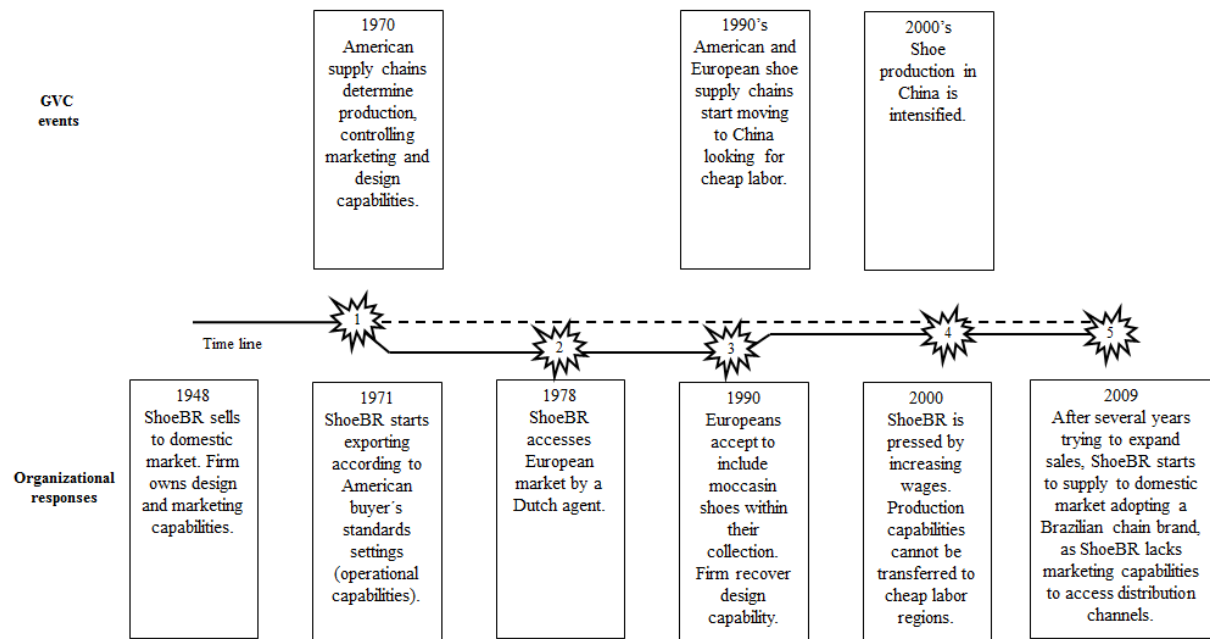 GVC
events
1970
American
supply chains
determine
production,
controlling
marketing and
design
capabilities.
1990's
American and
European shoe
supply chains
start moving
to China
looking for
cheap labor.
2000's
Shoe
production in
China is
intensified.
Time line
1
2
3
4
5
Organizational
responses
1948
ShoeBR sells
to domestic
market. Firm
owns design
and marketing
capabilities.
1971
ShoeBR starts
exporting
according to
American
buyer´s
standards
settings
(operational
capabilities).
1978
ShoeBR
accesses
European
market by a
Dutch agent.
1990
Europeans
accept to
include
moccasin
shoes within
their
collection.
Firm recover
design
capability.
2000
ShoeBR is
pressed by
increasing
wages.
Production
capabilities
cannot be
transferred to
cheap labor
regions.
2009
After several years
trying to expand
sales, ShoeBR starts
to supply to domestic
market adopting a
Brazilian chain brand,
as ShoeBR lacks
marketing capabilities
to access distribution
channels.